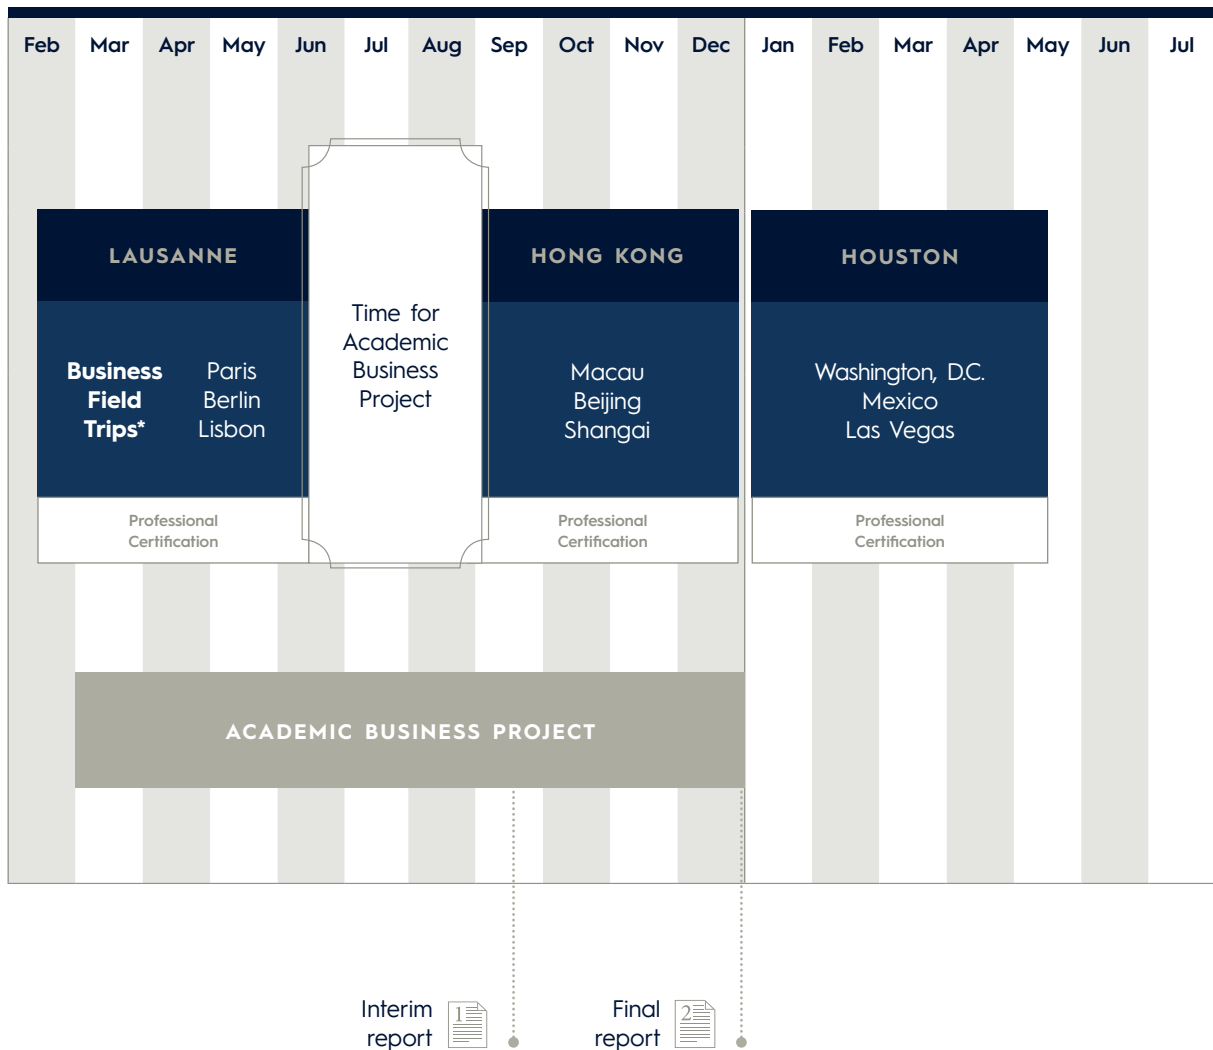 Feb Mar Apr May Jun Jul Aug Sep Oct Nov Dec Jan Feb Mar Apr May Jun Jul
LAUSANNE
Business
Field
Trips*
Paris
Berlin
Lisbon
Professional
Certification
Time for
Academic
Business
Project
HONG KONG
Macau
Beijing
Shangai
Professional
Certification
HOUSTON
Washington, D.C.
Mexico
Las Vegas
Professional
Certification
ACADEMIC BUSINESS PROJECT
Interim
report
1
Final
report
2